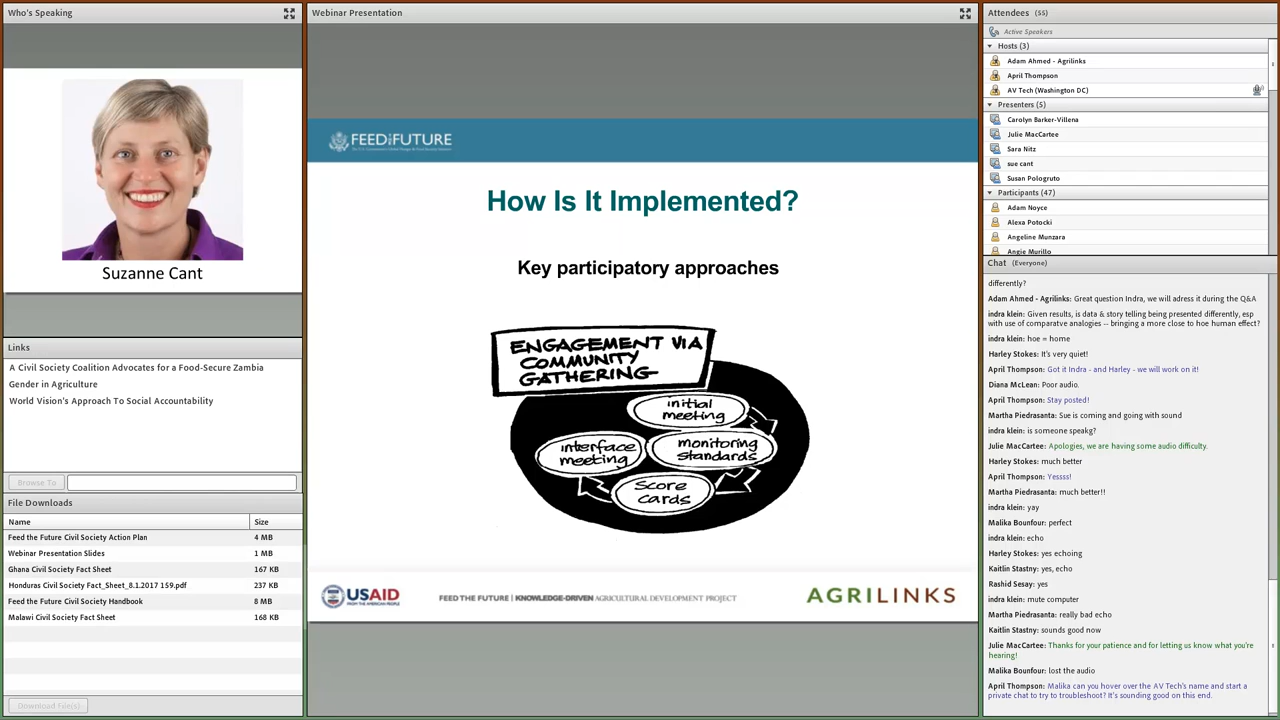 Who's Speaking
Suzanne Cant
Links
A Civil Society Coalition Advocates for a Food-Secure Zambia
Gender in Agriculture
World Vision's Approach To Social Accountability
Browse To
File Downloads
Name Size
Feed the Future Civil Society Action Plan 4 MB
Webinar Presentation Slides 1 MB
Ghana Civil Society Fact Sheet 167 KB
Honduras Civil Society Fact_Sheet_8.1.2017 159.pdf 237 KB
Feed the Future Civil Society Handbook 8 MB
Malawi Civil Society Fact Sheet 168 KB
Download File(s)
Webinar Presentation
FEED THE FUTURE
How Is It Implemented?
Key participatory approaches
ENGAGEMENT VIA
COMMUNITY
GATHERING
initial
meeting
interface
meeting
monitoring
standards
Score
cards
USAID
FROM THE AMERICAN PEOPLE
FEED THE FUTURE | KNOWLEDGE-DRIVEN AGRICULTURAL DEVELOPMENT PROJECT
AGRILINKS
Attendees (55)
Active Speakers
Hosts (3)
Adam Ahmed - Agrilinks
April Thompson
AV Tech (Washington DC)
Presenters (5)
Carolyn Barker-Villena
Julie MacCartee
Sara Nitz
sue cant
Susan Pologruto
Participants (47)
Adam Noyce
Alexa Potocki
Angeline Munzara
Angie Murillo
Chat (Everyone)
differently?
Adam Ahmed - Agrilinks: Great question Indra, we will adress it during the Q&A
indra klein: Given results, is data & story telling being presented differently, esp
with use of comparatve analogies -- bringing a more close to hoe human effect?
indra klein: hoe = home
Harley Stokes: It's very quiet!
April Thompson: Got it Indra - and Harley - we will work on it!
Diana McLean: Poor audio.
April Thompson: Stay posted!
Martha Piedrasanta: Sue is coming and going with sound
indra klein: is someone speakg?
Julie MacCartee: Apologies, we are having some audio difficulty.
Harley Stokes: much better
April Thompson: Yessss!
Martha Piedrasanta: much better!!
indra klein: yay
Malika Bounfour: perfect
indra klein: echo
Harley Stokes: yes echoing
Kaitlin Stastny: yes, echo
Rashid Sesay: yes
indra klein: mute computer
Martha Piedrasanta: really bad echo
Kaitlin Stastny: sounds good now
Julie MacCartee: Thanks for your patience and for letting us know what you're
hearing!
Malika Bounfour: lost the audio
April Thompson: Malika can you hover over the AV Tech's name and start a
private chat to try to troubleshoot? It's sounding good on this end.